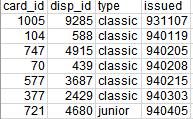 card_id disp_id type issued
1005 9285 classic 931107
104 588 classic 940119
747 4915 classic 940205
70 439 classic 940208
577 3687 classic 940215
377 2429 classic 940303
721 4680 junior 940405